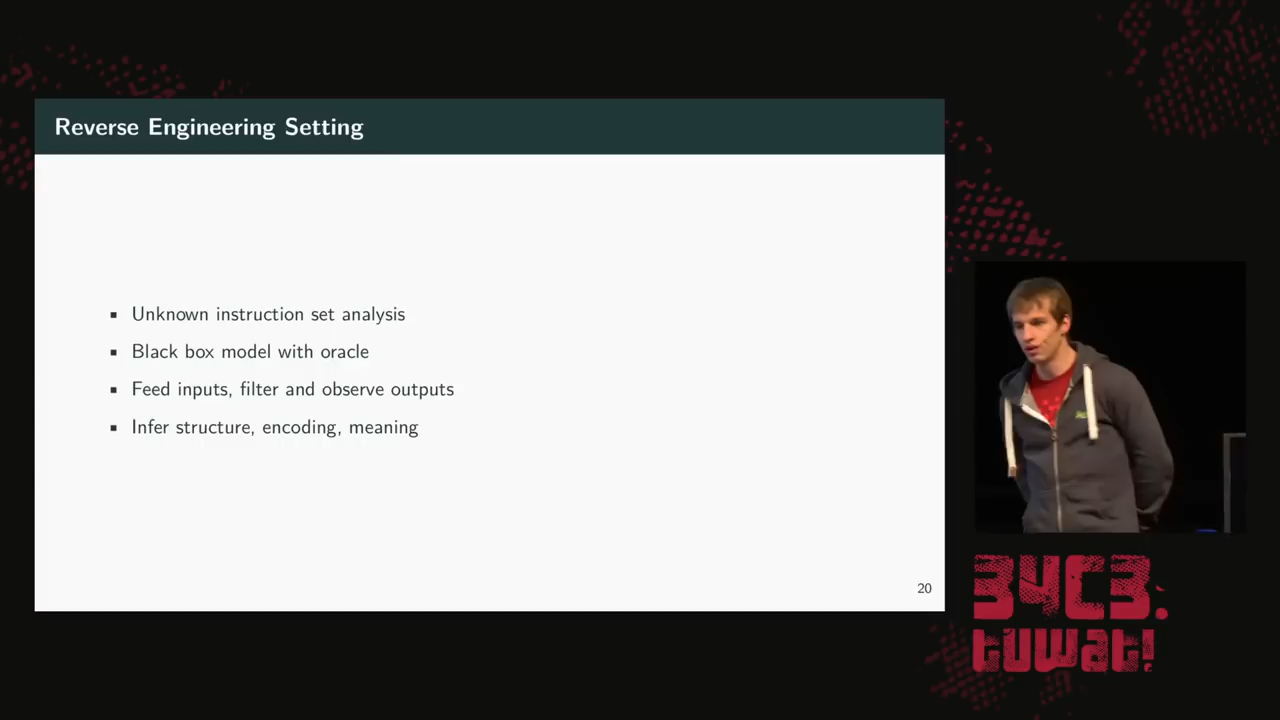 Reverse Engineering Setting
Unknown instruction set analysis
Black box model with oracle
Feed inputs, filter and observe outputs
Infer structure, encoding, meaning
20
34C3.
tuwat!